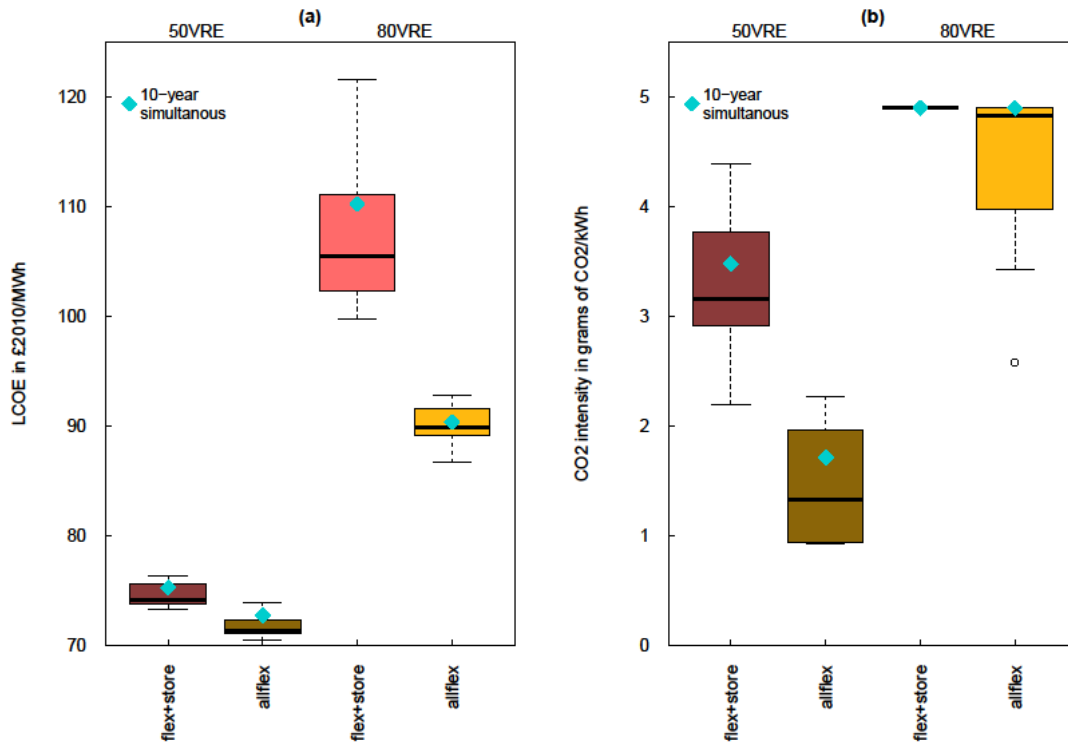 (a)
50VRE 80VRE
10−year
simultanous
120
110
100
90
80
70
LCOE in £2010/MWh
flex+store
allflex
flex+store
allflex
(b)
50VRE 80VRE
10−year
simultanous
5
4
3
2
1
0
CO2 intensity in grams of CO2/kWh
flex+store
allflex
flex+store
allflex